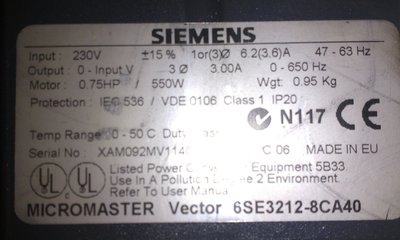 SIEMENS
Input : 230V ±15 % 1or(3)Ø 6.2(3.6)A 47 - 63 Hz
Output : 0 - Input V 3 Ø 3.00A 0 - 650 Hz
Motor : 0.75HP / 550W Wgt: 0.95 Kg
Protection : IEC 536 / VDE 0106 Class 1 IP20
N117 CE
Temp Range 0 - 50 C
Serial No : C 06 MADE IN EU
UL UL Listed Power Equipment 5B33
Use In A Pollution Degree 2 Environment.
Refer To User Manual
MICROMASTER Vector 6SE3212-8CA40